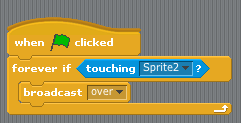 when clicked
forever if touching Sprite2 ?
broadcast over